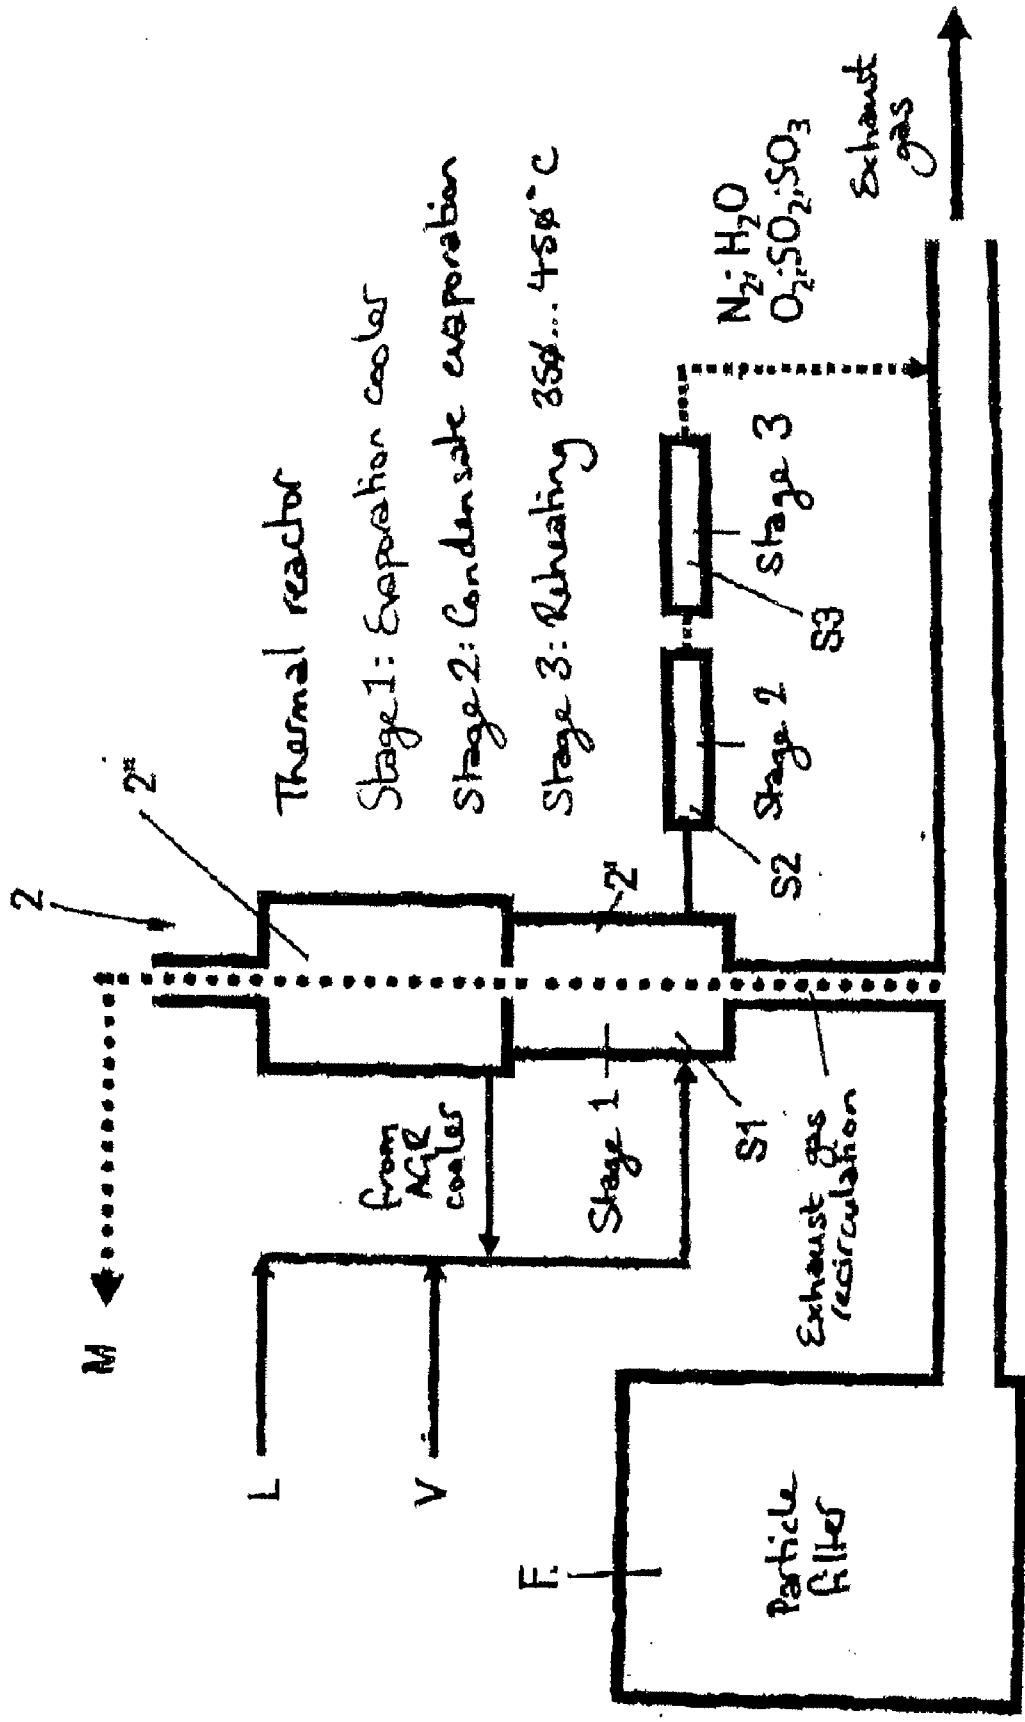 2
M
2"
L
Thermal reactor
Stage 1: Evaporation cooler
from
AGR
cooler
V
Stage 2: Condensate evaporation
F
Stage 3: Reheating 350...450°C
Stage 1
2'
N₂:H₂O
O₂:SO₂:SO₃
S1
Stage 2
Stage 3
S2
S3
Particle
filter
Exhaust gas
recirculation
Exhaust
gas